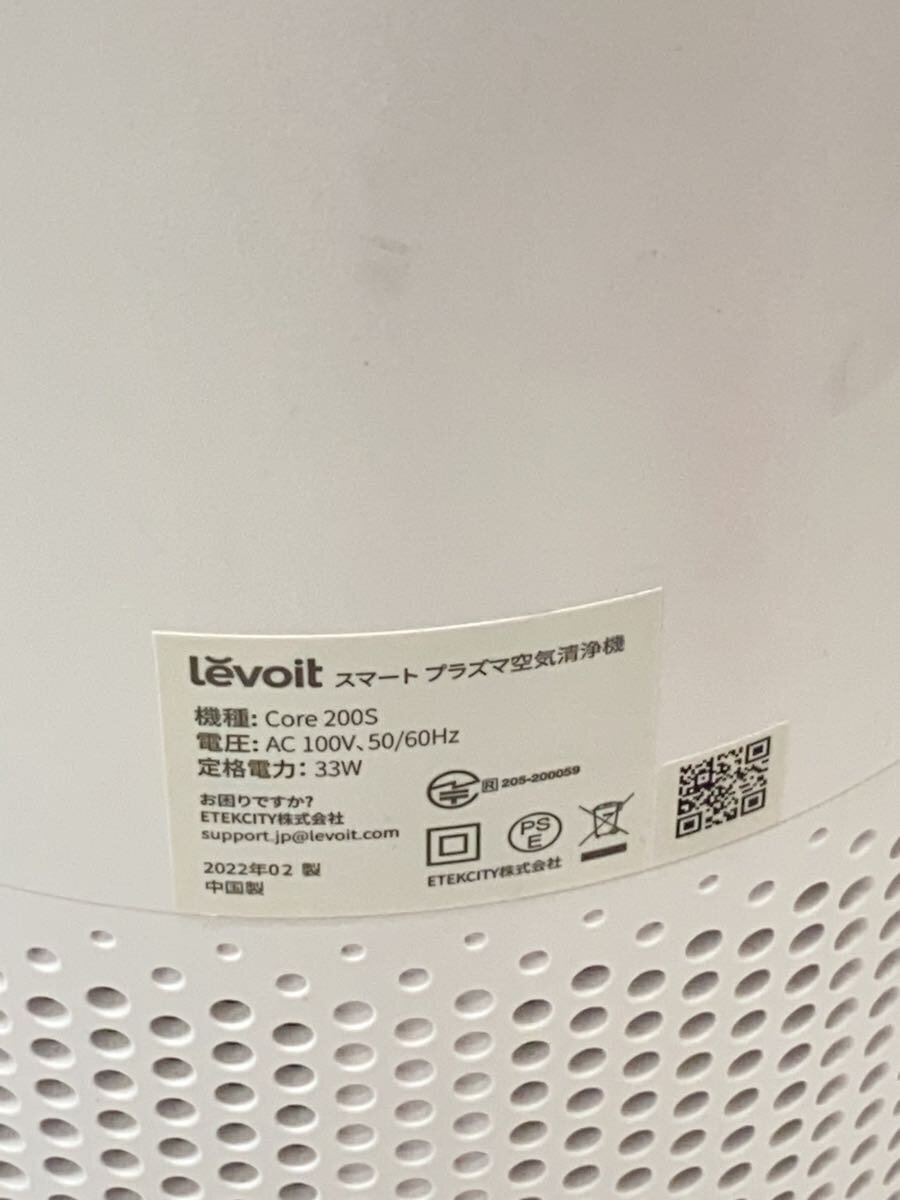 levoit スマート プラズマ空気清浄機
機種: Core 200S
電圧: AC 100V、50/60Hz
定格電力: 33W
お困りですか?
ETEKCITY株式会社
support.jp@levoit.com
2022年02 製
中国製
R 205-200059
PS
E
ETEKCITY株式会社